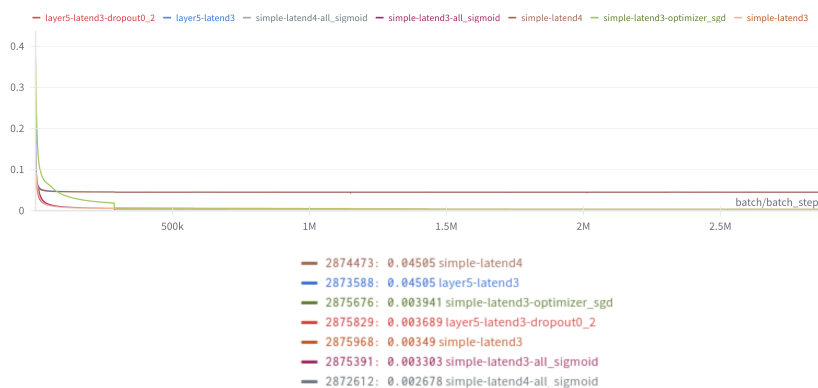 layer5-latend3-dropout0_2 layer5-latend3 simple-latend4-all_sigmoid simple-latend3-all_sigmoid simple-latend4 simple-latend3-optimizer_sgd simple-latend3
0.4
0.3
0.2
0.1
0
batch/batch_step
500k 1M 1.5M 2M 2.5M
2874473: 0.04505 simple-latend4
2873588: 0.04505 layer5-latend3
2875676: 0.003941 simple-latend3-optimizer_sgd
2875829: 0.003689 layer5-latend3-dropout0_2
2875968: 0.00349 simple-latend3
2875391: 0.003303 simple-latend3-all_sigmoid
2872612: 0.002678 simple-latend4-all_sigmoid